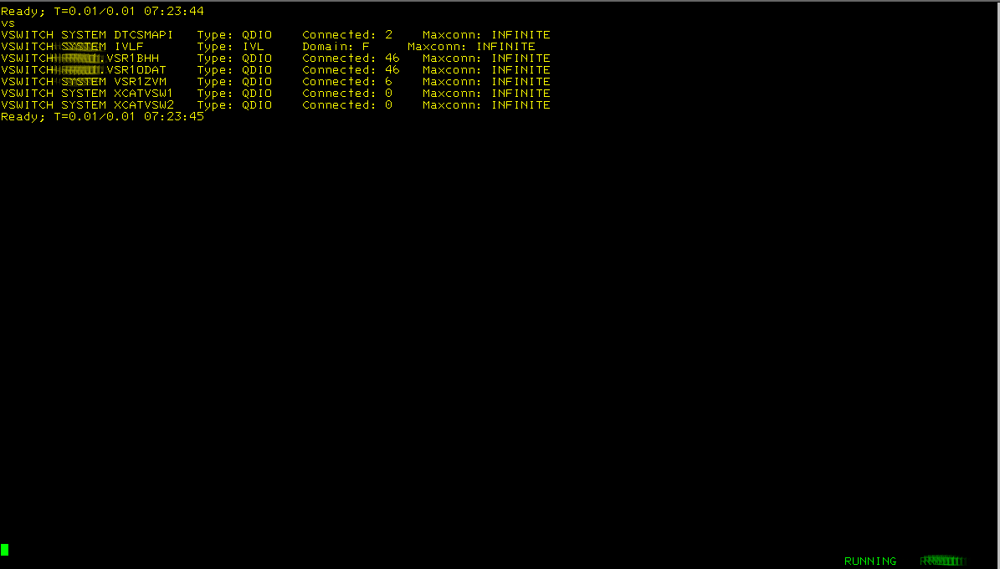 Ready; T=0.01/0.01 07:23:44
vs
VSWITCH SYSTEM DTCSMAPI   Type: QDIO    Connected: 2    Maxconn: INFINITE
VSWITCH SYSTEM IVLF       Type: IVL     Domain: F     Maxconn: INFINITE
VSWITCH .VSR1BHH     Type: QDIO    Connected: 46   Maxconn: INFINITE
VSWITCH .VSR1ODAT    Type: QDIO    Connected: 46   Maxconn: INFINITE
VSWITCH SYSTEM VSR1ZVM    Type: QDIO    Connected: 6    Maxconn: INFINITE
VSWITCH SYSTEM XCATVSW1   Type: QDIO    Connected: 0    Maxconn: INFINITE
VSWITCH SYSTEM XCATVSW2   Type: QDIO    Connected: 0    Maxconn: INFINITE
Ready; T=0.01/0.01 07:23:45
RUNNING